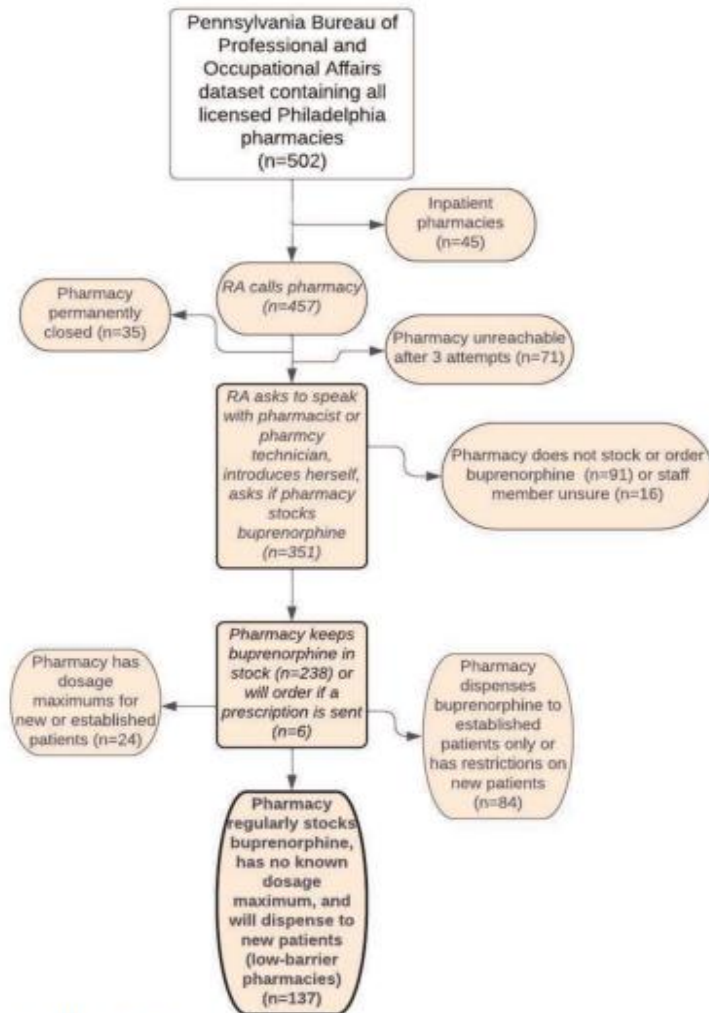 Pennsylvania Bureau of
Professional and
Occupational Affairs
dataset containing all
licensed Philadelphia
pharmacies
(n=502)
Inpatient
pharmacies
(n=45)
RA calls pharmacy
(n=457)
Pharmacy
permanently
closed (n=35)
Pharmacy unreachable
after 3 attempts (n=71)
RA asks to speak
with pharmacist or
pharmcy
technician,
introduces herself,
asks if pharmacy
stocks
buprenorphine
(n=351)
Pharmacy does not stock or order
buprenorphine (n=91) or staff
member unsure (n=16)
Pharmacy keeps
buprenorphine in
stock (n=238) or
will order if a
prescription is sent
(n=6)
Pharmacy has
dosage
maximums for
new or established
patients (n=24)
Pharmacy
dispenses
buprenorphine to
established
patients only or
has restrictions on
new patients
(n=84)
Pharmacy
regularly stocks
buprenorphine,
has no known
dosage
maximum, and
will dispense to
new patients
(low-barrier
pharmacies)
(n=137)